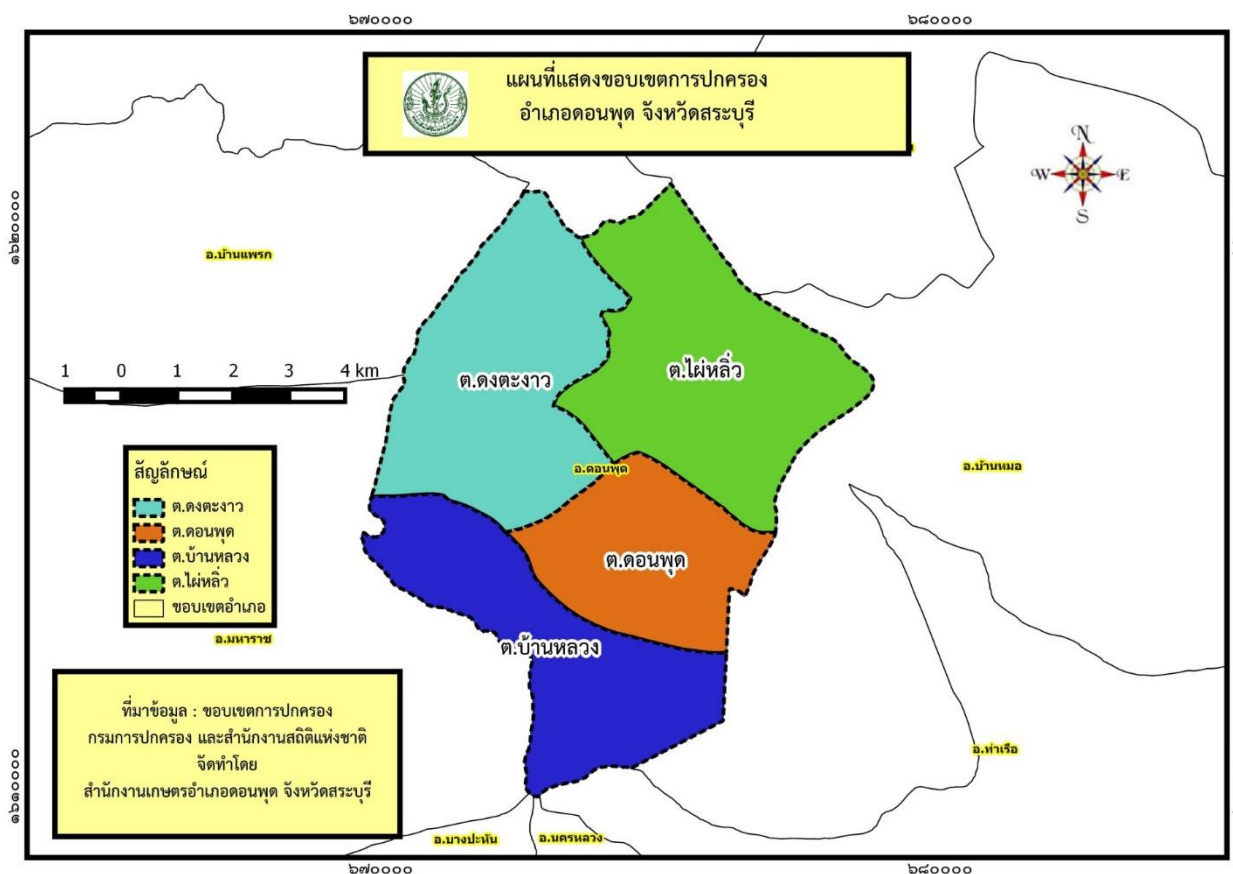 ๖๗๐๐๐๐ ๖๘๐๐๐๐
แผนที่แสดงขอบเขตการปกครอง
อำเภอดอนพุด จังหวัดสระบุรี
N
W E
S
๑๖๒๐๐๐๐
อ.บ้านแพรก
1 0 1 2 3 4 km
ต.ดงตะงาว
ต.ไผ่หลิ่ว
อ.ดอนพุด
อ.บ้านหมอ
สัญลักษณ์
ต.ดงตะงาว
ต.ดอนพุด
ต.บ้านหลวง
ต.ไผ่หลิ่ว
ขอบเขตอำเภอ
ต.ดอนพุด
อ.มหาราช
ต.บ้านหลวง
ที่มาข้อมูล : ขอบเขตการปกครอง
กรมการปกครอง และสำนักงานสถิติแห่งชาติ
จัดทำโดย
สำนักงานเกษตรอำเภอดอนพุด จังหวัดสระบุรี
อ.ท่าเรือ
๑๖๑๐๐๐๐
อ.บางปะหัน อ.นครหลวง
๖๗๐๐๐๐ ๖๘๐๐๐๐